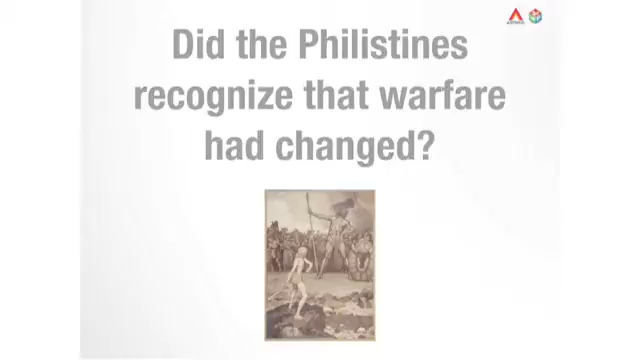 Did the Philistines
recognize that warfare
had changed?